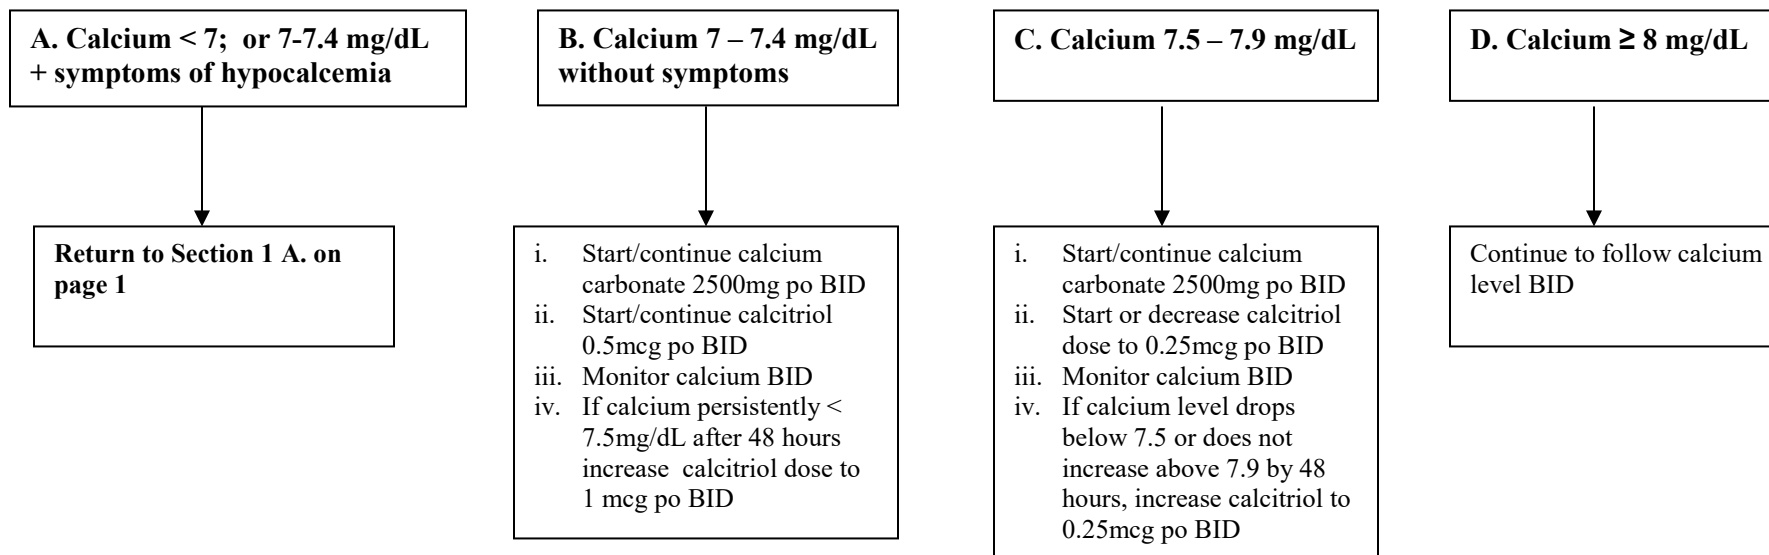 A. Calcium < 7;  or 7-7.4 mg/dL
+ symptoms of hypocalcemia
Return to Section 1 A. on
page 1
B. Calcium 7 – 7.4 mg/dL
without symptoms
i. Start/continue calcium
carbonate 2500mg po BID
ii. Start/continue calcitriol
0.5mcg po BID
iii. Monitor calcium BID
iv. If calcium persistently <
7.5mg/dL after 48 hours
increase  calcitriol dose to
1 mcg po BID
C. Calcium 7.5 – 7.9 mg/dL
i. Start/continue calcium
carbonate 2500mg po BID
ii. Start or decrease calcitriol
dose to 0.25mcg po BID
iii. Monitor calcium BID
iv. If calcium level drops
below 7.5 or does not
increase above 7.9 by 48
hours, increase calcitriol to
0.25mcg po BID
D. Calcium ≥ 8 mg/dL
Continue to follow calcium
level BID